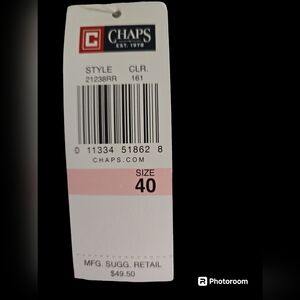 C CHAPS
EST. 1978
STYLE CLR.
21238RR 161
0 11334 51862 8
CHAPS.COM
SIZE
40
MFG. SUGG. RETAIL
$49.50
Photoroom